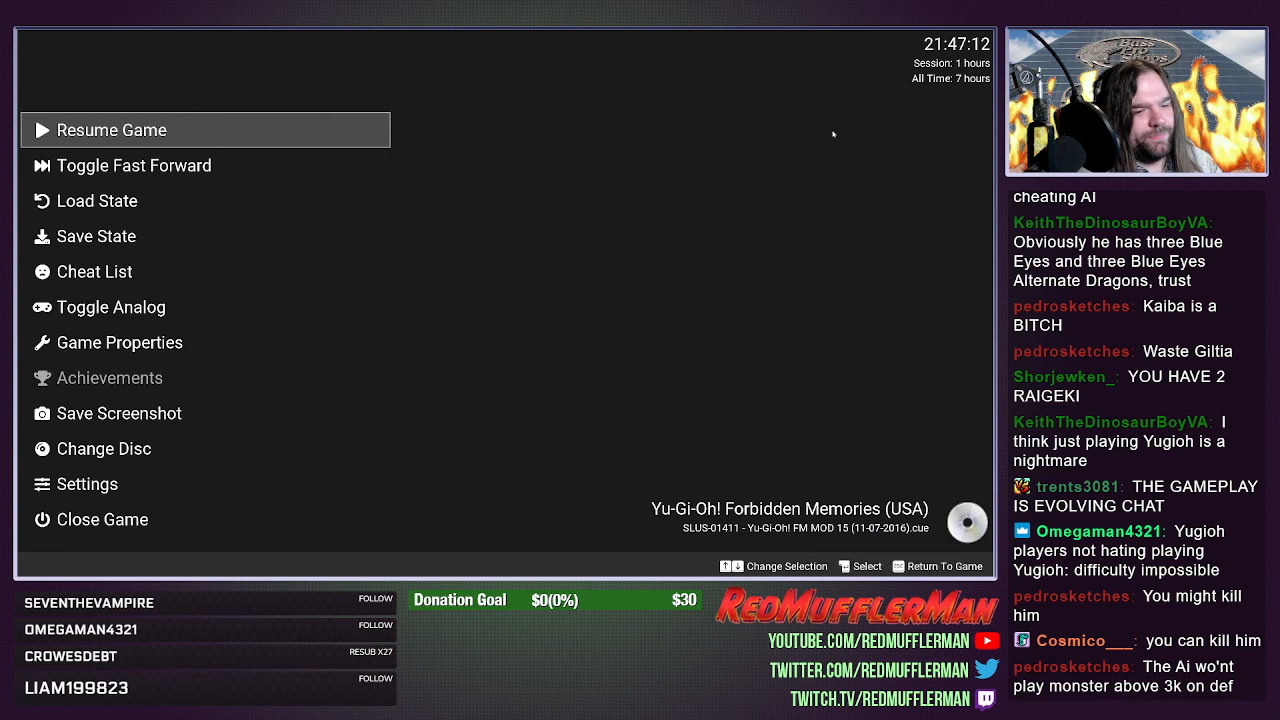 21:47:12
Session: 1 hours
All Time: 7 hours
Resume Game
Toggle Fast Forward
Load State
Save State
Cheat List
Toggle Analog
Game Properties
Achievements
Save Screenshot
Change Disc
Settings
Close Game
Yu-Gi-Oh! Forbidden Memories (USA)
SLUS-01411 - Yu-Gi-Oh! FM MOD 15 (11-07-2016).cue
Change Selection
Select
Return To Game
Bass
Pro
Shops
cheating AI
KeithTheDinosaurBoyVA:
Obviously he has three Blue
Eyes and three Blue Eyes
Alternate Dragons, trust
pedrosketches: Kaiba is a
BITCH
pedrosketches: Waste Giltia
Shorjewken_: YOU HAVE 2
RAIGEKI
KeithTheDinosaurBoyVA: I
think just playing Yugioh is a
nightmare
trents3081: THE GAMEPLAY
IS EVOLVING CHAT
Omegaman4321: Yugioh
players not hating playing
Yugioh: difficulty impossible
pedrosketches: You might kill
him
Cosmico___: you can kill him
pedrosketches: The Ai wo'nt
play monster above 3k on def
SEVENTHEVAMPIRE FOLLOW
OMEGAMAN4321 FOLLOW
CROWESDEBT RESUB X27
LIAM199823 FOLLOW
Donation Goal $0(0%) $30
REDMUFFLERMAN
YOUTUBE.COM/REDMUFFLERMAN
TWITTER.COM/REDMUFFLERMAN
TWITCH.TV/REDMUFFLERMAN